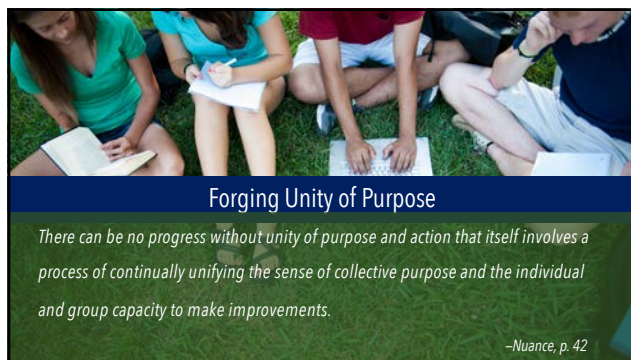 Forging Unity of Purpose
There can be no progress without unity of purpose and action that itself involves a
process of continually unifying the sense of collective purpose and the individual
and group capacity to make improvements.
–Nuance, p. 42